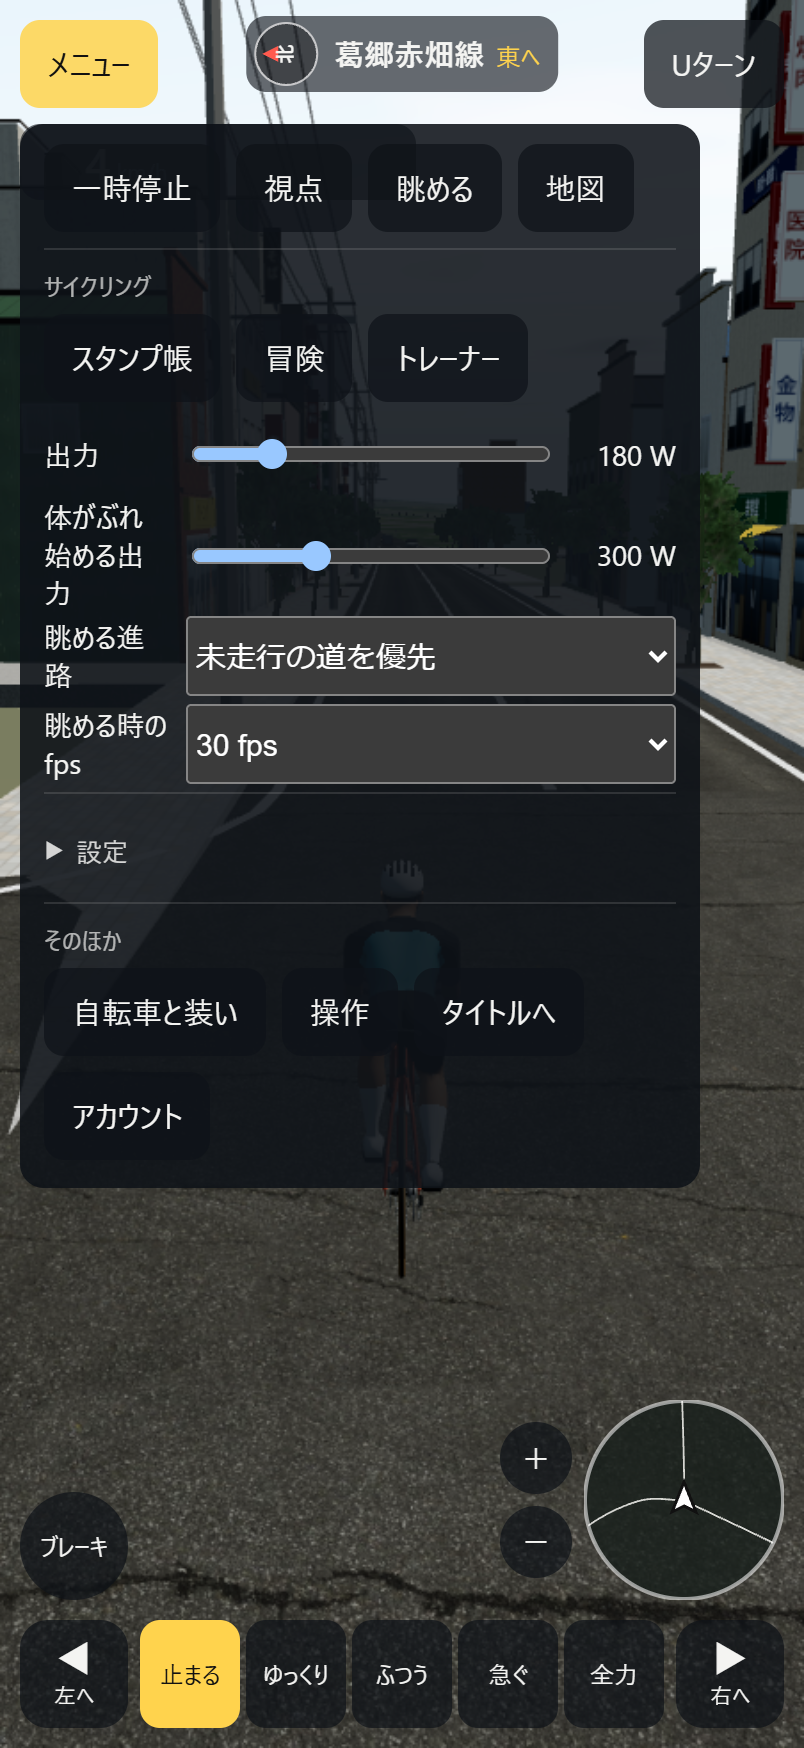 メニュー
北
葛郷赤畑線 東へ
Uターン
一時停止
視点
眺める
地図
サイクリング
スタンプ帳
冒険
トレーナー
出力
180 W
体がぶれ
始める出
力
300 W
眺める進
路
未走行の道を優先
眺める時の
fps
30 fps
▶ 設定
そのほか
自転車と装い
操作
タイトルへ
アカウント
医
院
金
物
+
−
ブレーキ
左へ
止まる
ゆっくり
ふつう
急ぐ
全力
右へ